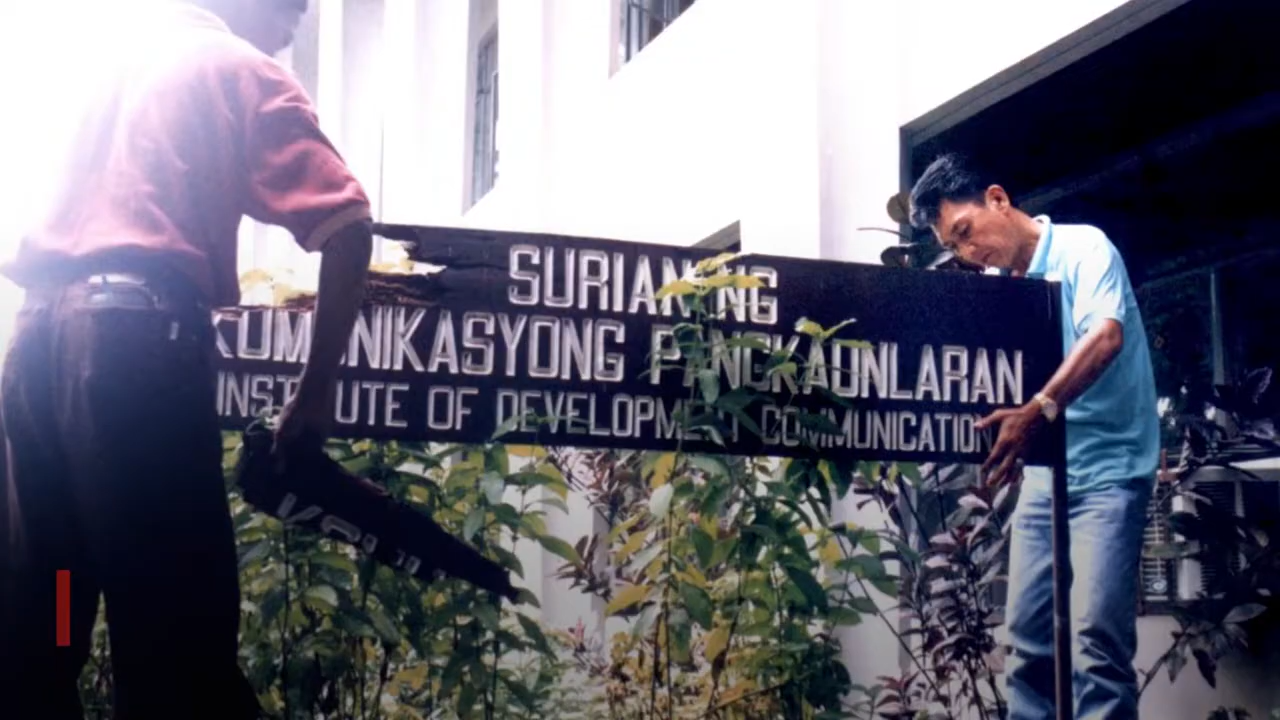 SURIAN NG
KOMUNIKASYONG PANGKAUNLARAN
INSTITUTE OF DEVELOPMENT COMMUNICATION